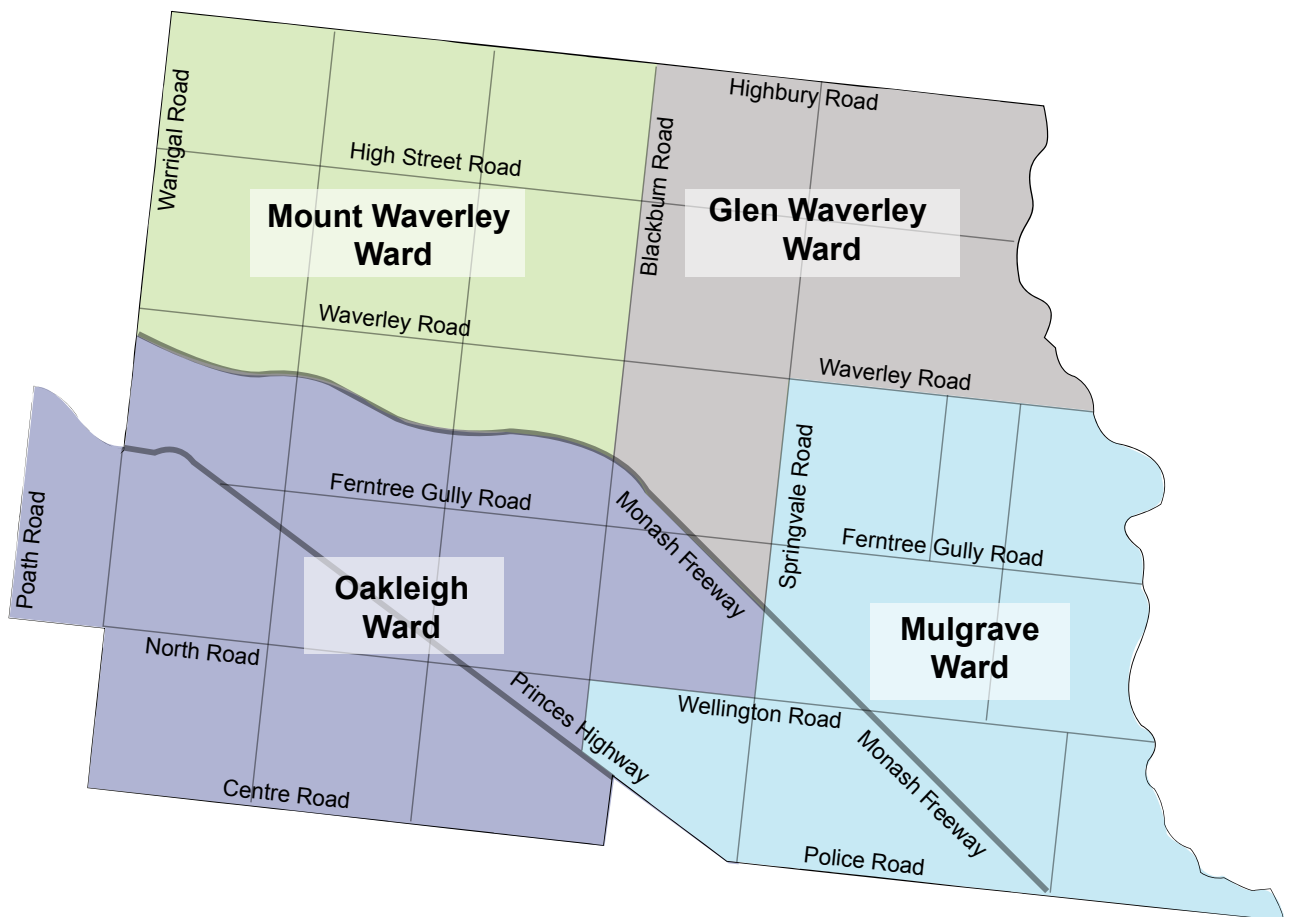 Highbury Road
Warrigal Road
High Street Road
Blackburn Road
Mount Waverley
Ward
Glen Waverley
Ward
Waverley Road
Waverley Road
Ferntree Gully Road
Monash Freeway
Springvale Road
Ferntree Gully Road
Poath Road
Oakleigh
Ward
Mulgrave
Ward
North Road
Princes Highway
Wellington Road
Monash Freeway
Centre Road
Police Road